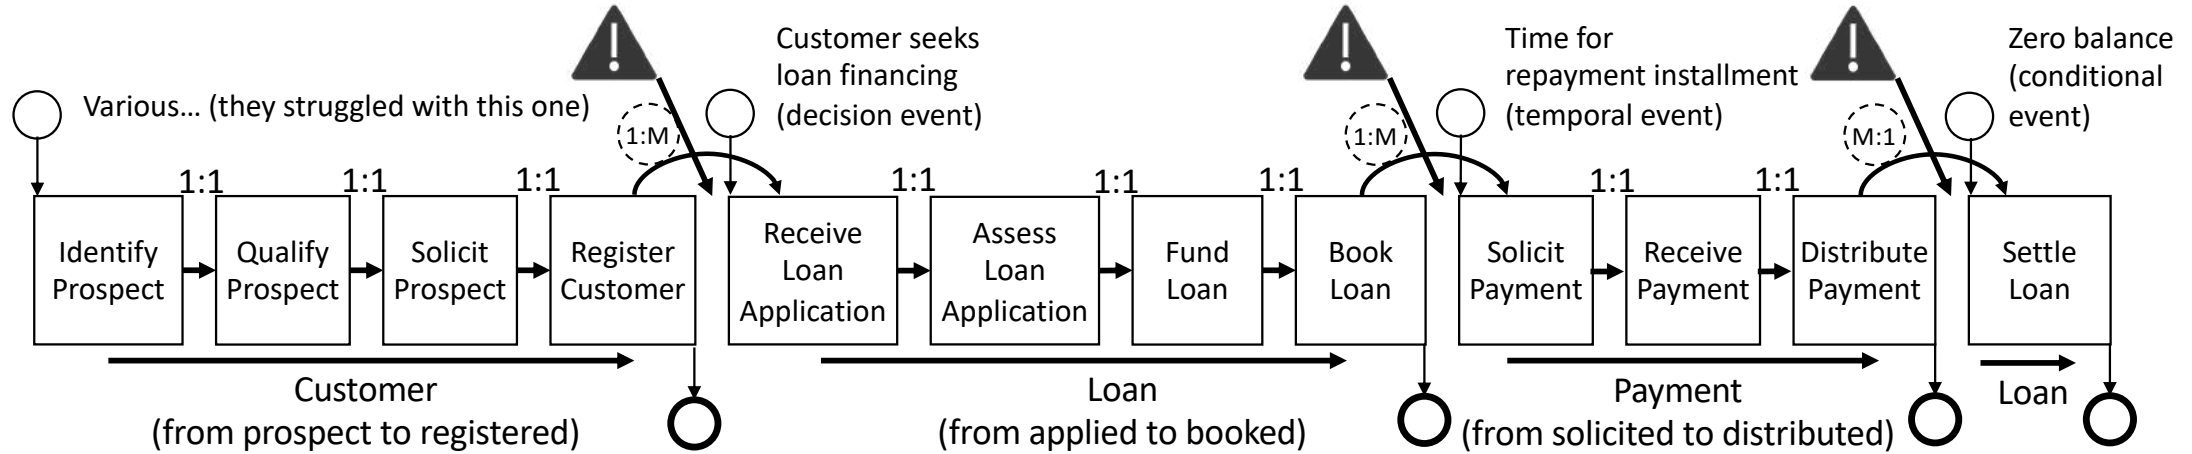 Various... (they struggled with this one)
!
1:M
Customer seeks
loan financing
(decision event)
!
1:M
Time for
repayment installment
(temporal event)
!
M:1
Zero balance
(conditional
event)
1:1
1:1
1:1
1:1
1:1
1:1
1:1
1:1
Identify
Prospect
Qualify
Prospect
Solicit
Prospect
Register
Customer
Receive
Loan
Application
Assess
Loan
Application
Fund
Loan
Book
Loan
Solicit
Payment
Receive
Payment
Distribute
Payment
Settle
Loan
Customer
(from prospect to registered)
Loan
(from applied to booked)
Payment
(from solicited to distributed)
Loan